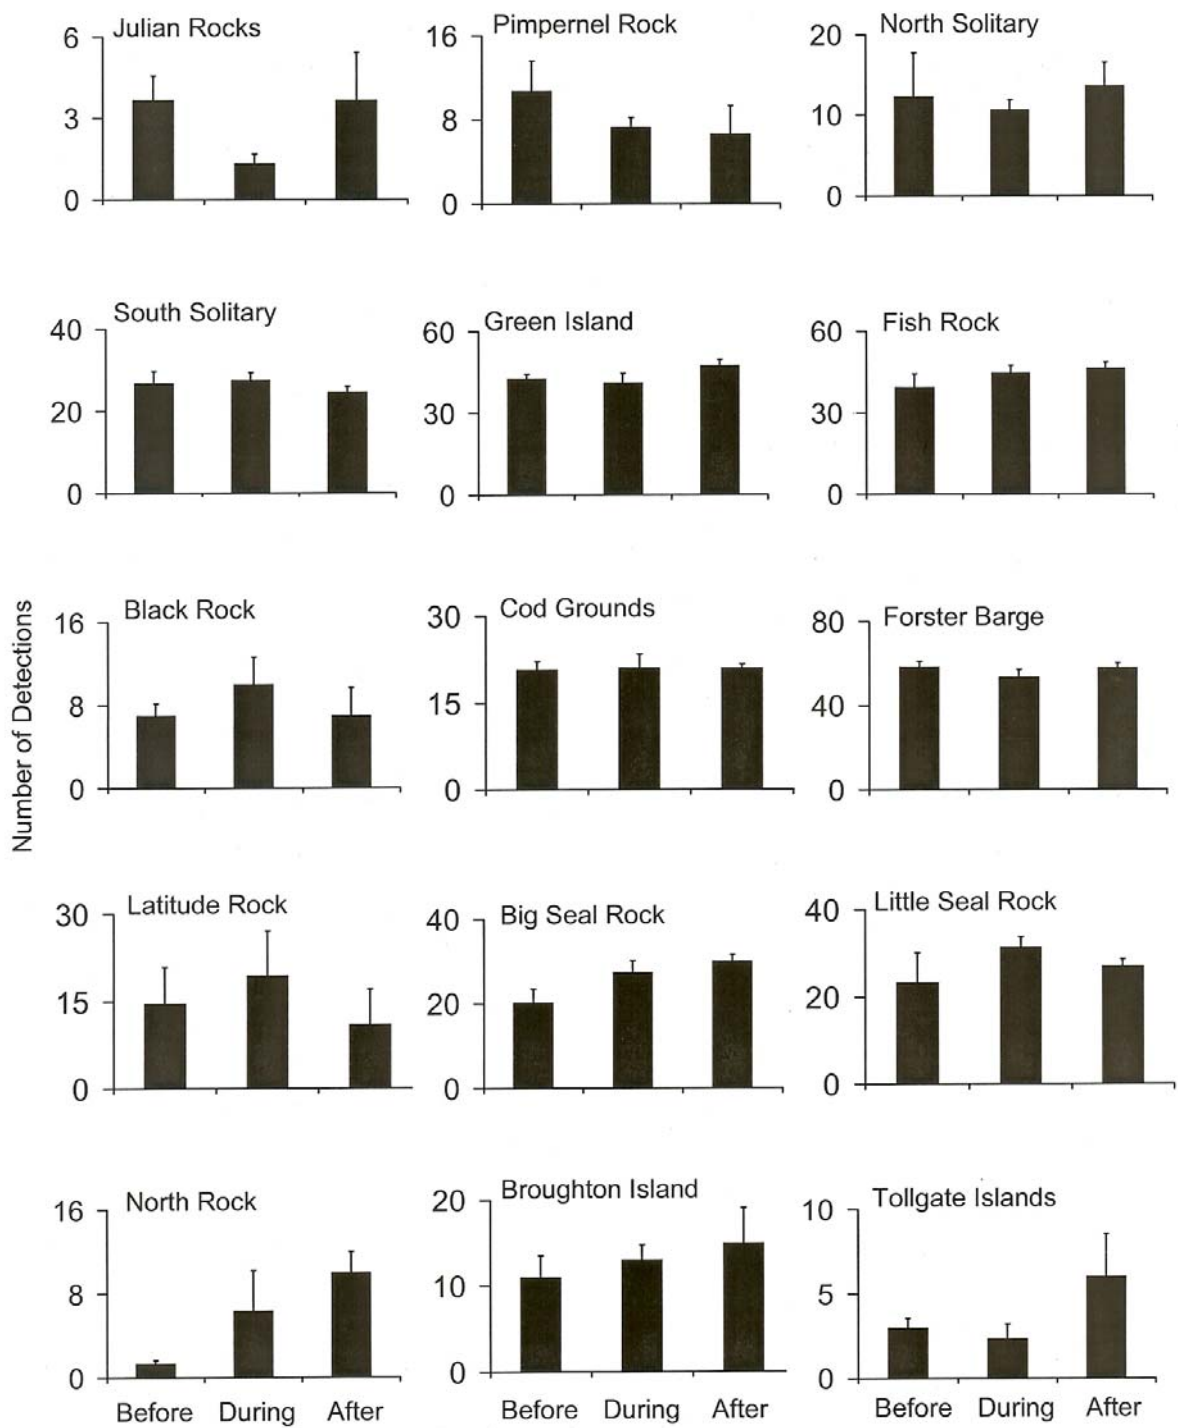 Julian Rocks
6
3
0
Pimpernel Rock
16
8
0
North Solitary
20
10
0
South Solitary
40
20
0
Green Island
60
30
0
Fish Rock
60
30
0
Number of Detections
Black Rock
16
8
0
Cod Grounds
30
15
0
Forster Barge
80
40
0
Latitude Rock
30
15
0
Big Seal Rock
40
20
0
Little Seal Rock
40
20
0
North Rock
16
8
0
Before During After
Broughton Island
20
10
0
Before During After
Tollgate Islands
10
5
0
Before During After